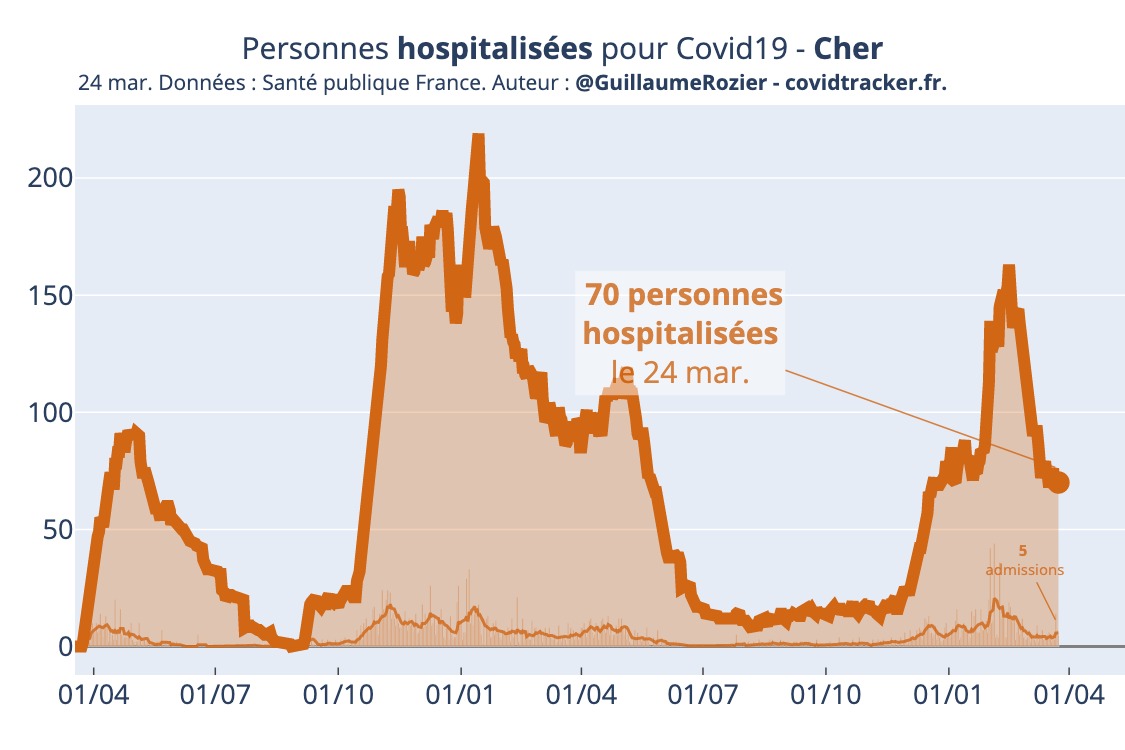 Personnes hospitalisées pour Covid19 - Cher
24 mar. Données : Santé publique France. Auteur : @GuillaumeRozier - covidtracker.fr.
200
150
100
50
0
70 personnes
hospitalisées
le 24 mar.
5
admissions
01/04 01/07 01/10 01/01 01/04 01/07 01/10 01/01 01/04